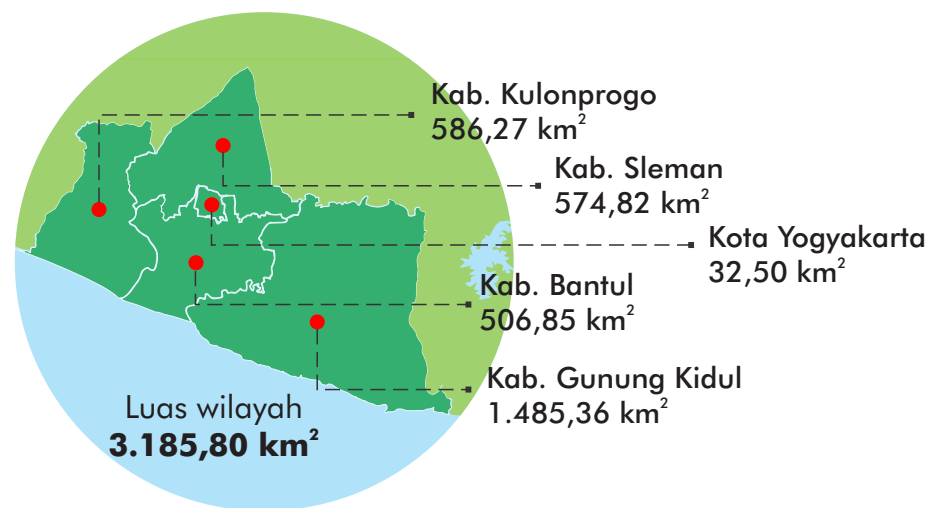 Kab. Kulonprogo
586,27 km²
Kab. Sleman
574,82 km²
Kota Yogyakarta
32,50 km²
Kab. Bantul
506,85 km²
Kab. Gunung Kidul
1.485,36 km²
Luas wilayah
3.185,80 km²